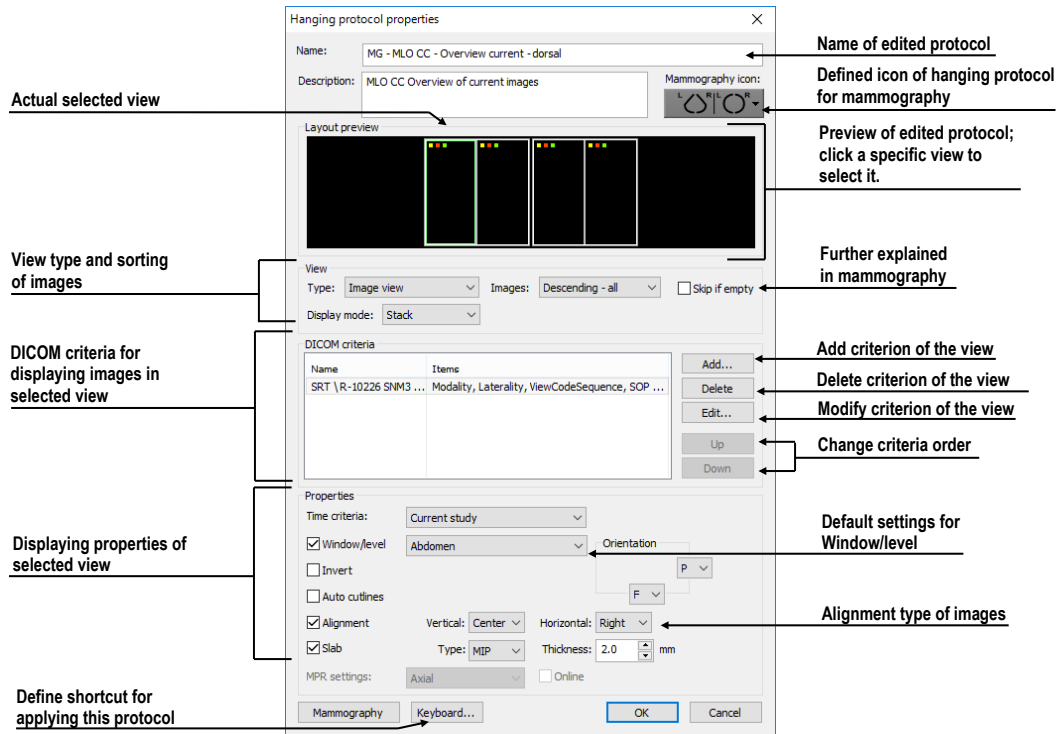 Hanging protocol properties
Name:
MG - MLO CC - Overview current - dorsal
Name of edited protocol
Description:
MLO CC Overview of current images
Mammography icon:
L R L R
Defined icon of hanging protocol
for mammography
Actual selected view
Layout preview
Preview of edited protocol;
click a specific view to
select it.
View type and sorting
of images
View
Type:
Image view
Images:
Descending - all
Skip if empty
Display mode:
Stack
Further explained
in mammography
DICOM criteria for
displaying images in
selected view
DICOM criteria
Name
Items
SRT \R-10226 SNM3 ...
Modality, Laterality, ViewCodeSequence, SOP ...
Add...
Delete
Edit...
Up
Down
Add criterion of the view
Delete criterion of the view
Modify criterion of the view
Change criteria order
Displaying properties of
selected view
Properties
Time criteria:
Current study
Window/level
Abdomen
Orientation
P
F
Invert
Auto cutlines
Alignment
Vertical:
Center
Horizontal:
Right
Slab
Type:
MIP
Thickness:
2.0
mm
MPR settings:
Axial
Online
Default settings for
Window/level
Alignment type of images
Define shortcut for
applying this protocol
Mammography
Keyboard...
OK
Cancel